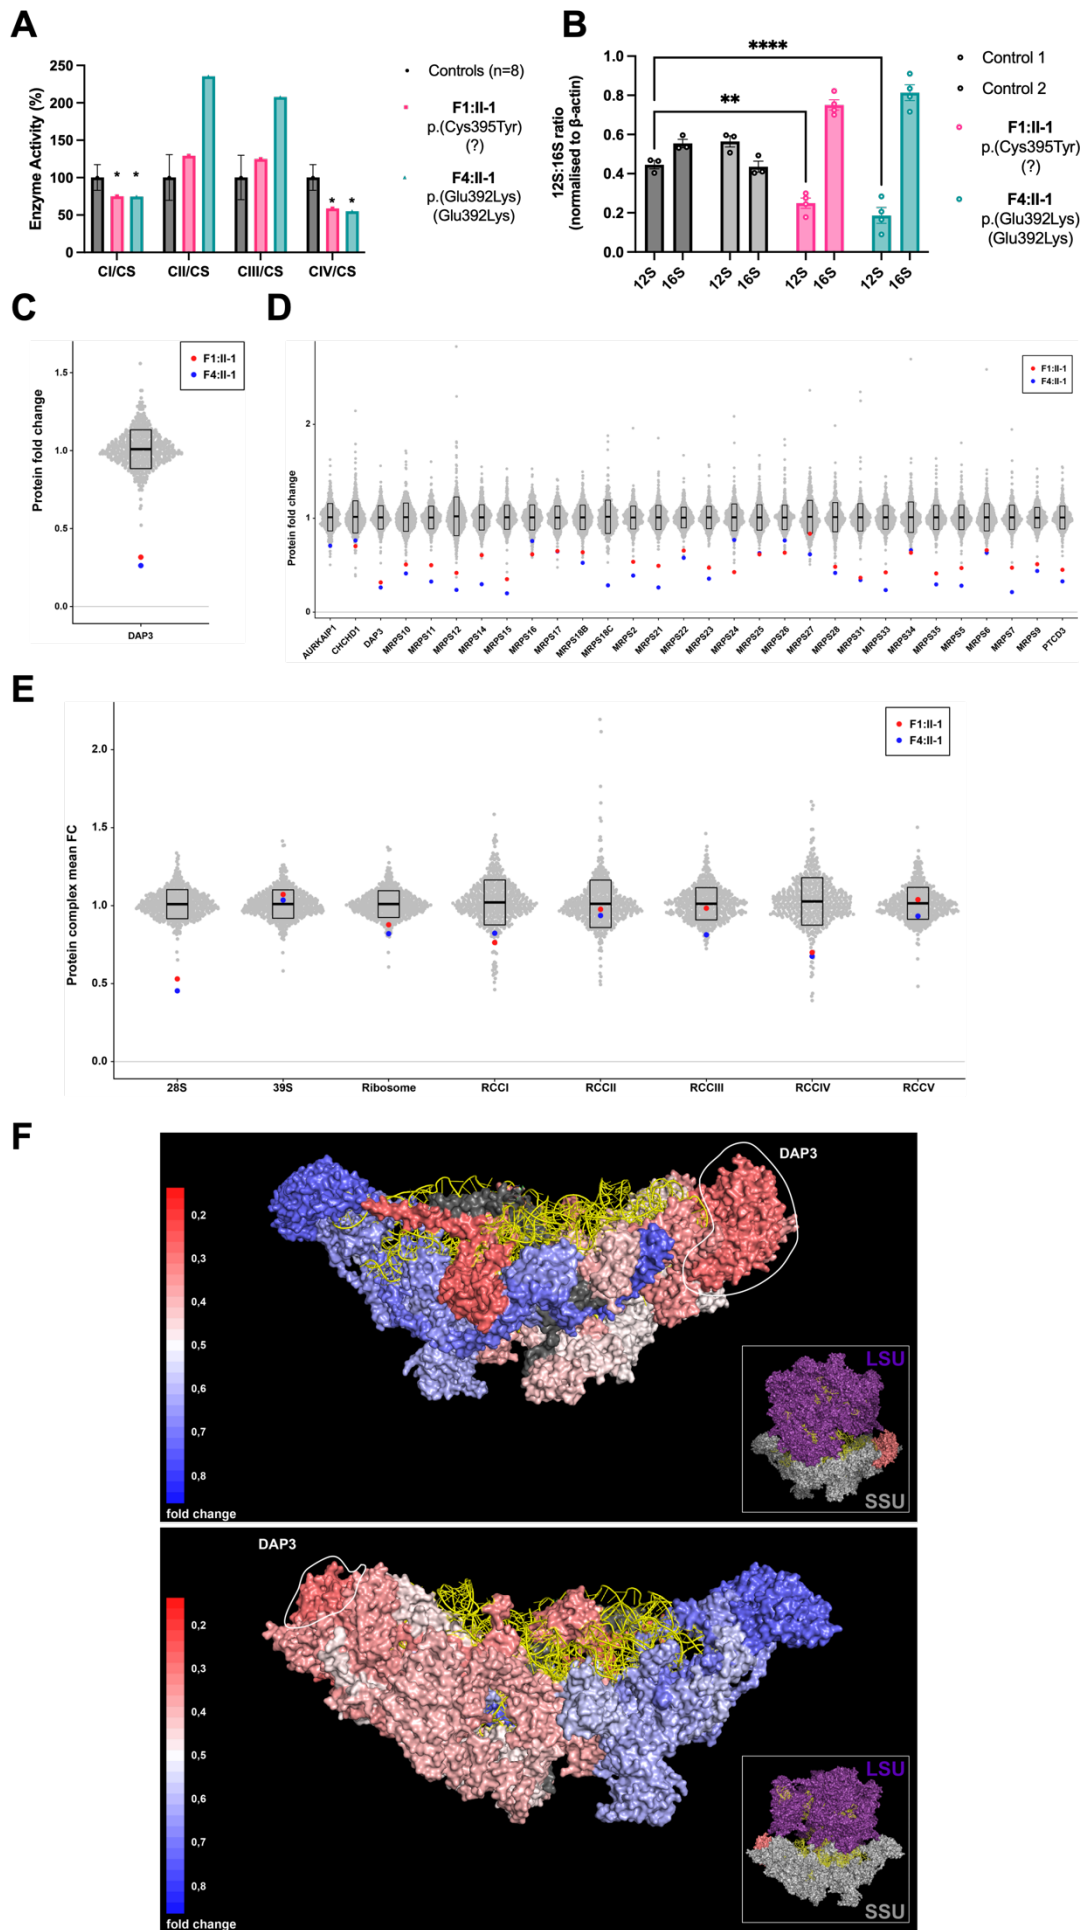 A
Enzyme Activity (%)
250
200
150
100
50
0
* * * *
CI/CS CII/CS CIII/CS CIV/CS
Controls (n=8)
F1:II-1
p.(Cys395Tyr)
(?)
F4:II-1
p.(Glu392Lys)
(Glu392Lys)
B
12S:16S ratio
(normalised to β-actin)
1.0
0.8
0.6
0.4
0.2
0.0
****
**
12S 16S 12S 16S 12S 16S 12S 16S
Control 1
Control 2
F1:II-1
p.(Cys395Tyr)
(?)
F4:II-1
p.(Glu392Lys)
(Glu392Lys)
C
Protein fold change
1.5
1.0
0.5
0.0
F1:II-1
F4:II-1
DAP3
D
Protein fold change
2
1
0
F1:II-1
F4:II-1
AURKAIP1 CHCHD1 DAP3 MRPS10 MRPS11 MRPS12 MRPS14 MRPS15 MRPS16 MRPS17 MRPS18B MRPS18C MRPS2 MRPS21 MRPS22 MRPS23 MRPS24 MRPS25 MRPS26 MRPS27 MRPS28 MRPS31 MRPS33 MRPS34 MRPS35 MRPS5 MRPS6 MRPS7 MRPS9 PTCD3
E
Protein complex mean FC
2.0
1.5
1.0
0.5
0.0
F1:II-1
F4:II-1
28S 39S Ribosome RCCI RCCII RCCIII RCCIV RCCV
F
DAP3
0,2
0,3
0,4
0,5
0,6
0,7
0,8
fold change
LSU
SSU
DAP3
0,2
0,3
0,4
0,5
0,6
0,7
0,8
fold change
LSU
SSU